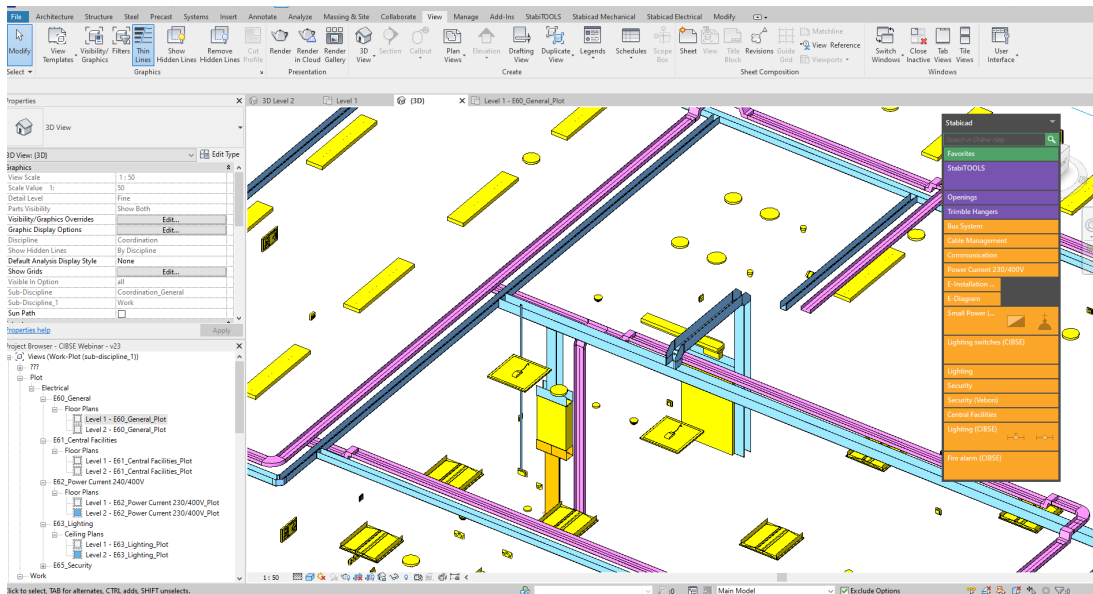 File Architecture Structure Steel Precast Systems Insert Annotate Analyze Massing & Site Collaborate View Manage Add-Ins StabiTOOLS Stabicad Mechanical Stabicad Electrical Modify
Modify
View Templates
Visibility/ Graphics
Filters
Thin Lines
Show Hidden Lines
Remove Hidden Lines
Cut Profile
Render
Render in Cloud
Render Gallery
3D View
Section
Callout
Plan Views
Elevation
Drafting View
Duplicate View
Legends
Schedules
Scope Box
Sheet
View
Title Block
Revisions
Guide Grid
Matchline
View Reference
Viewports
Switch Windows
Close Inactive
Tab Views
Tile Views
User Interface
Select Graphics Presentation Create Sheet Composition Windows
Properties X
3D Level 2 Level 1 {3D} X Level 1 - E60_General_Plot
3D View
3D View: {3D} Edit Type
Graphics
View Scale 1 : 50
Scale Value 1: 50
Detail Level Fine
Parts Visibility Show Both
Visibility/Graphics Overrides Edit...
Graphic Display Options Edit...
Discipline Coordination
Show Hidden Lines By Discipline
Default Analysis Display Style None
Show Grids Edit...
Visible In Option all
Sub-Discipline Coordination_General
Sub-Discipline_1 Work
Sun Path
Properties help Apply
Project Browser - CIBSE Webinar - v23 X
Views (Work-Plot (sub-discipline_1))
???
Plot
Electrical
E60_General
Floor Plans
Level 1 - E60_General_Plot
Level 2 - E60_General_Plot
E61_Central Facilities
Floor Plans
Level 1 - E61_Central Facilities_Plot
Level 2 - E61_Central Facilities_Plot
E62_Power Current 240/400V
Floor Plans
Level 1 - E62_Power Current 230/400V_Plot
Level 2 - E62_Power Current 230/400V_Plot
E63_Lighting
Ceiling Plans
Level 1 - E63_Lighting_Plot
Level 2 - E63_Lighting_Plot
E65_Security
Work
Stabicad
Favorites
StabiTOOLS
Openings
Trimble Hangers
Bus System
Cable Management
Communication
Power Current 230/400V
E-Installation ...
E-Diagram
Small Power (...
Lighting switches (CIBSE)
Lighting
Security
Security (Vebon)
Central Facilities
Lighting (CIBSE)
Fire alarm (CIBSE)
1 : 50
Click to select, TAB for alternates, CTRL adds, SHIFT unselects.
:0 Main Model Exclude Options :0